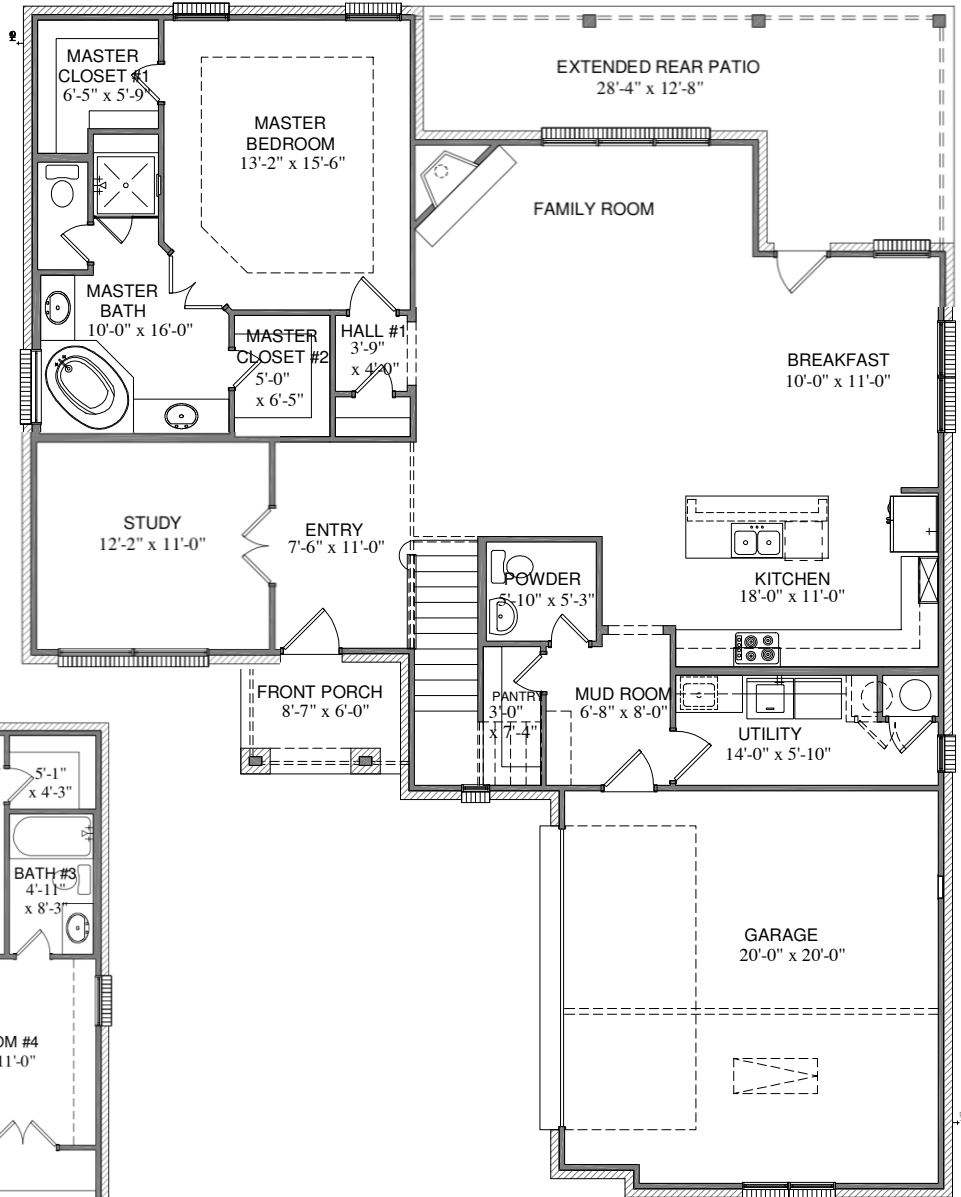 HB
MASTER
CLOSET #1
6'-5" x 5'-9"
EXTENDED REAR PATIO
28'-4" x 12'-8"
MASTER
BEDROOM
13'-2" x 15'-6"
FAMILY ROOM
MASTER
BATH
10'-0" x 16'-0"
MASTER
CLOSET #2
5'-0"
x 6'-5"
HALL #1
3'-9"
x 4'-0"
BREAKFAST
10'-0" x 11'-0"
STUDY
12'-2" x 11'-0"
ENTRY
7'-6" x 11'-0"
POWDER
5'-10" x 5'-3"
KITCHEN
18'-0" x 11'-0"
FRONT PORCH
8'-7" x 6'-0"
PANTRY
3'-0"
x 7'-4"
MUD ROOM
6'-8" x 8'-0"
UTILITY
14'-0" x 5'-10"
5'-1"
x 4'-3"
BATH #3
4'-11"
x 8'-3"
GARAGE
20'-0" x 20'-0"
OM #4
11'-0"